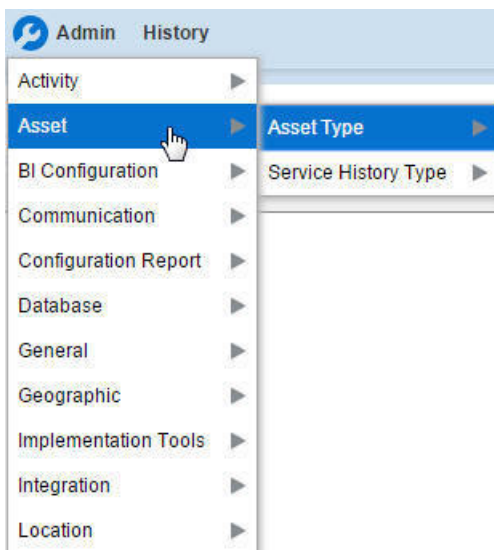 Admin History
Activity
Asset
Asset Type
BI Configuration
Service History Type
Communication
Configuration Report
Database
General
Geographic
Implementation Tools
Integration
Location